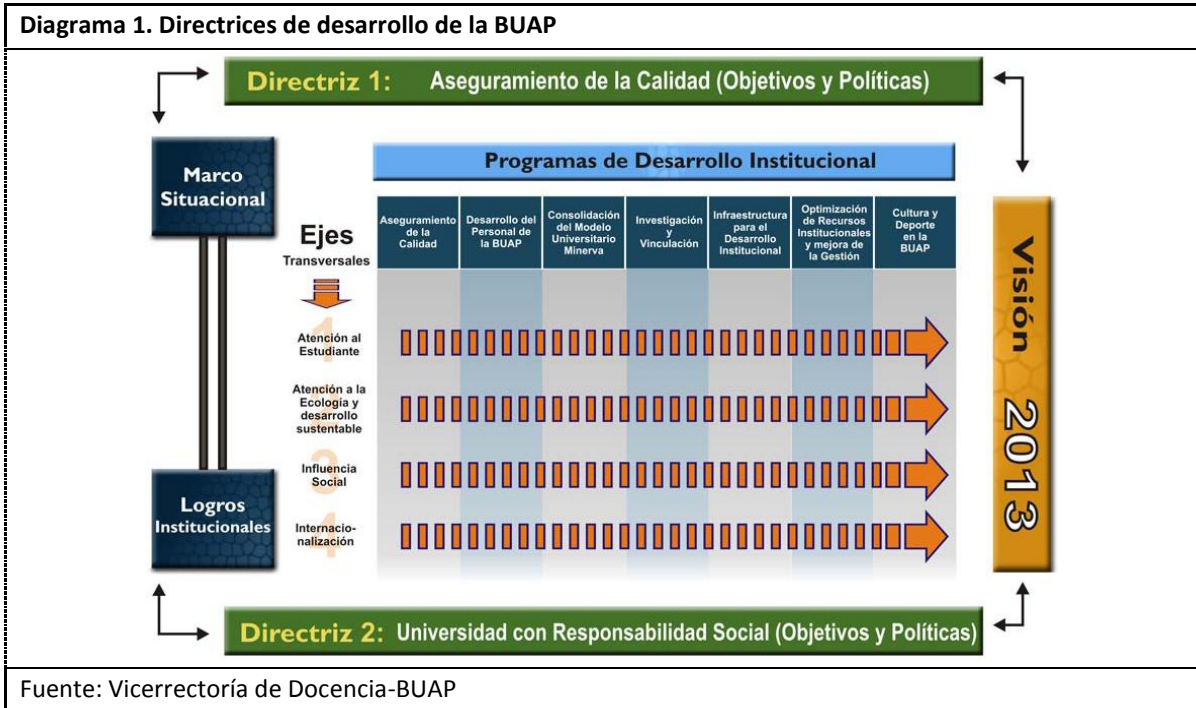 Diagrama 1. Directrices de desarrollo de la BUAP
Directriz 1: Aseguramiento de la Calidad (Objetivos y Políticas)
Marco
Situacional
Programas de Desarrollo Institucional
Ejes
Transversales
Aseguramiento
de la
Calidad
Desarrollo del
Personal de
la BUAP
Consolidación
del Modelo
Universitario
Minerva
Investigación
y
Vinculación
Infraestructura
para el
Desarrollo
Institucional
Optimización
de Recursos
Institucionales
y mejora de
la Gestión
Cultura y
Deporte
en la
BUAP
1
Atención al
Estudiante
2
Atención a la
Ecología y
desarrollo
sustentable
3
Influencia
Social
4
Internacio-
nalización
Logros
Institucionales
Visión 2013
Directriz 2: Universidad con Responsabilidad Social (Objetivos y Políticas)
Fuente: Vicerrectoría de Docencia-BUAP